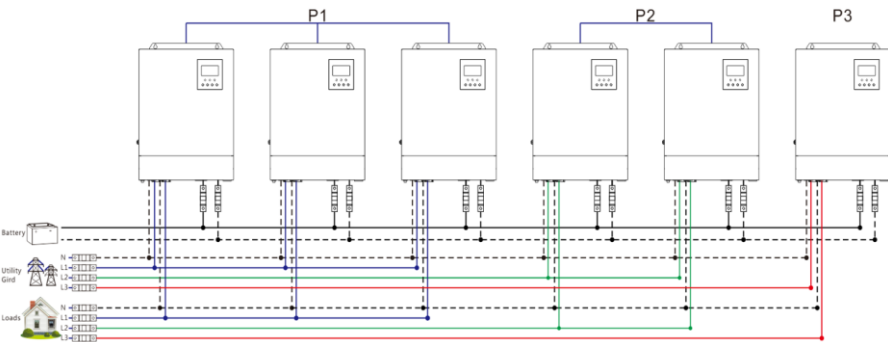 P1 P2 P3
Battery
Utility
Gird
N
L1
L2
L3
Loads
N
L1
L2
L3